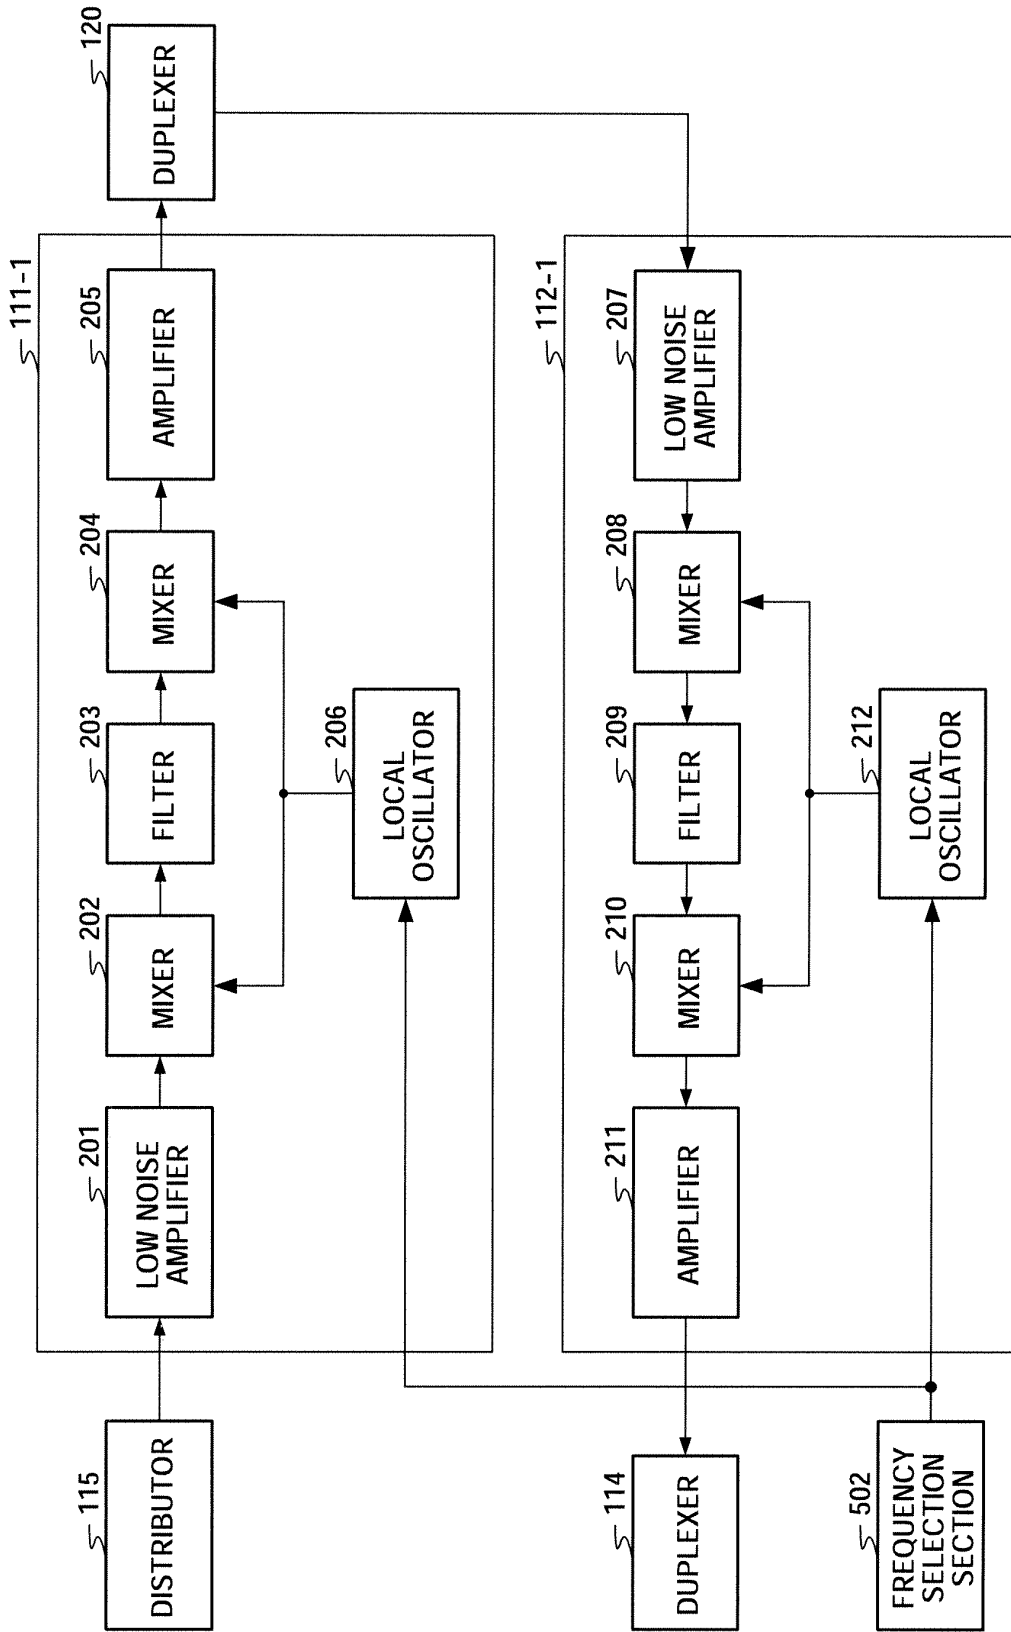 111-1
115
DISTRIBUTOR
201
LOW NOISE
AMPLIFIER
202
MIXER
203
FILTER
204
MIXER
205
AMPLIFIER
120
DUPLEXER
206
LOCAL
OSCILLATOR
112-1
114
DUPLEXER
211
AMPLIFIER
210
MIXER
209
FILTER
208
MIXER
207
LOW NOISE
AMPLIFIER
212
LOCAL
OSCILLATOR
502
FREQUENCY
SELECTION
SECTION